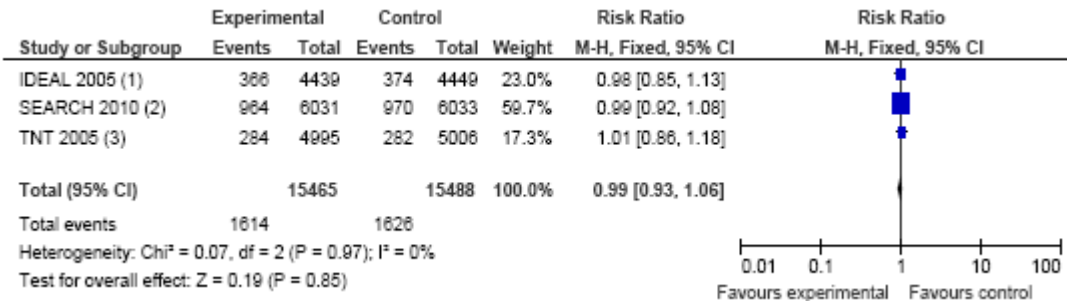 Experimental Control Risk Ratio Risk Ratio
Study or Subgroup Events Total Events Total Weight M-H, Fixed, 95% CI M-H, Fixed, 95% CI
IDEAL 2005 (1) 366 4439 374 4449 23.0% 0.98 [0.85, 1.13]
SEARCH 2010 (2) 964 6031 970 6033 59.7% 0.99 [0.92, 1.08]
TNT 2005 (3) 284 4995 282 5006 17.3% 1.01 [0.86, 1.18]
Total (95% CI) 15465 15488 100.0% 0.99 [0.93, 1.06]
Total events 1614 1626
Heterogeneity: Chi² = 0.07, df = 2 (P = 0.97); I² = 0%
Test for overall effect: Z = 0.19 (P = 0.85)
0.01 0.1 1 10 100
Favours experimental Favours control